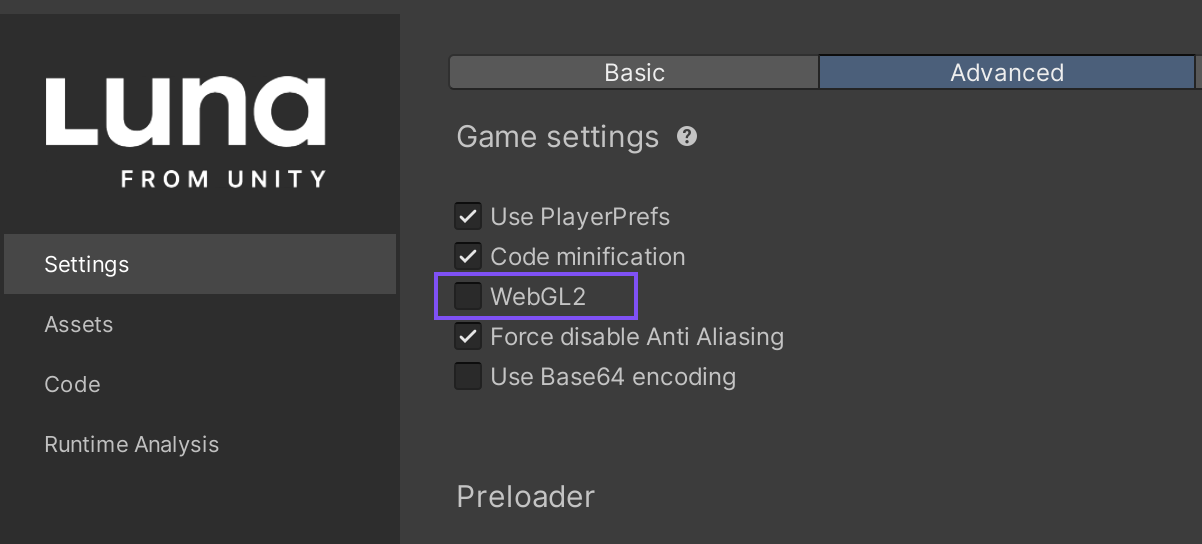 Luna
FROM UNITY
Settings
Assets
Code
Runtime Analysis
Basic
Advanced
Game settings ?
Use PlayerPrefs
Code minification
WebGL2
Force disable Anti Aliasing
Use Base64 encoding
Preloader